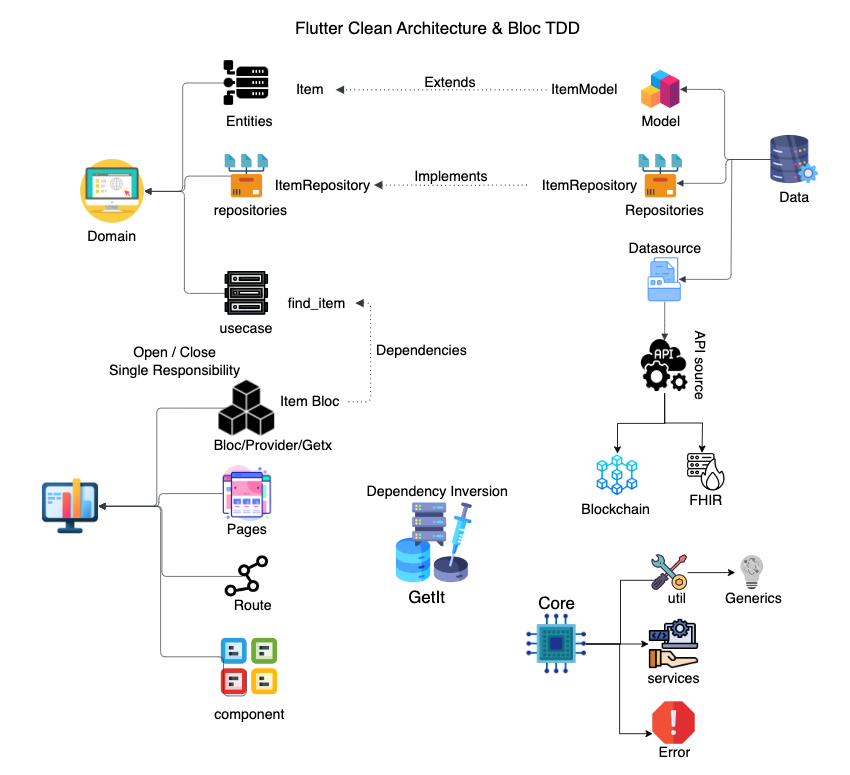 Flutter Clean Architecture & Bloc TDD
Entities
Item
Extends
ItemModel
Model
repositories
ItemRepository
Implements
ItemRepository
Repositories
Data
Domain
Datasource
usecase
find_item
API
API source
Open / Close
Single Responsibility
Dependencies
Item Bloc
Bloc/Provider/Getx
Blockchain
FHIR
Pages
Dependency Inversion
GetIt
Route
component
Core
util
Generics
services
Error